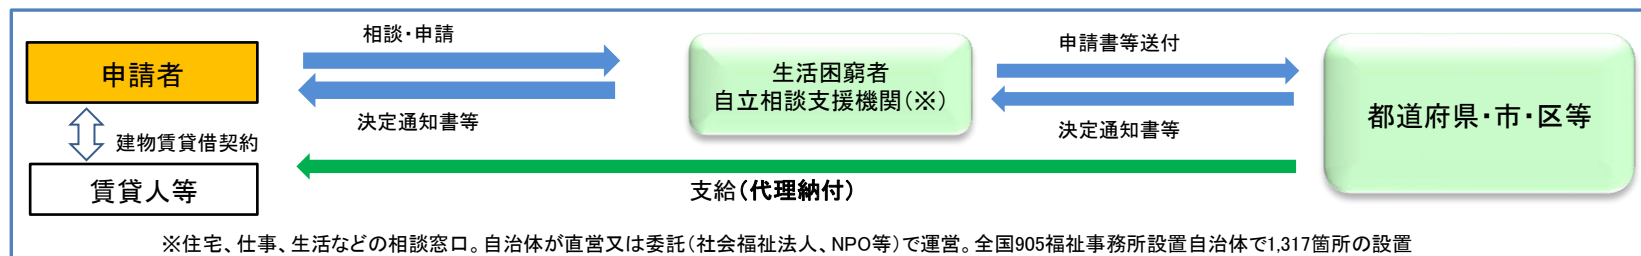 相談・申請
申請者
決定通知書等
建物賃貸借契約
賃貸人等
生活困窮者
自立相談支援機関(※)
申請書等送付
決定通知書等
都道府県・市・区等
支給(代理納付)
※住宅、仕事、生活などの相談窓口。自治体が直営又は委託(社会福祉法人、NPO等)で運営。全国905福祉事務所設置自治体で1,317箇所の設置